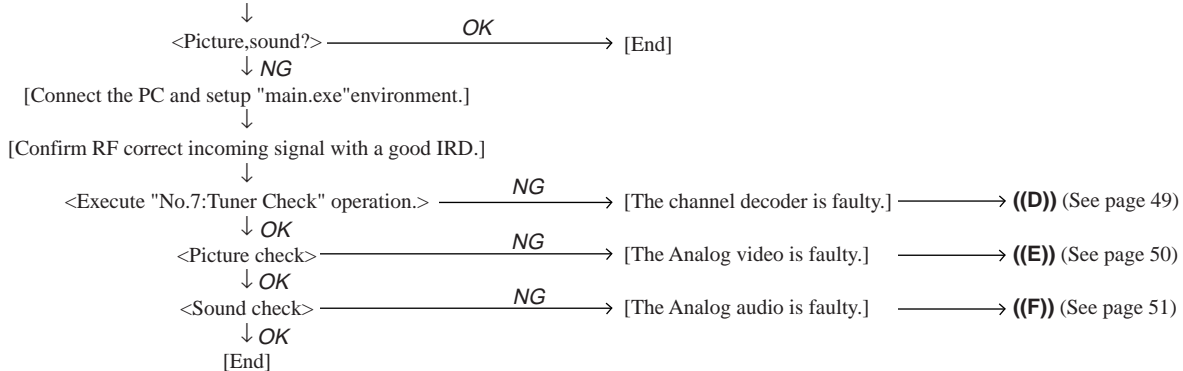 ↓
<Picture,sound?> OK → [End]
↓ NG
[Connect the PC and setup "main.exe"environment.]
↓
[Confirm RF correct incoming signal with a good IRD.]
↓
<Execute "No.7:Tuner Check" operation.> NG → [The channel decoder is faulty.] → ((D)) (See page 49)
↓ OK
<Picture check> NG → [The Analog video is faulty.] → ((E)) (See page 50)
↓ OK
<Sound check> NG → [The Analog audio is faulty.] → ((F)) (See page 51)
↓ OK
[End]